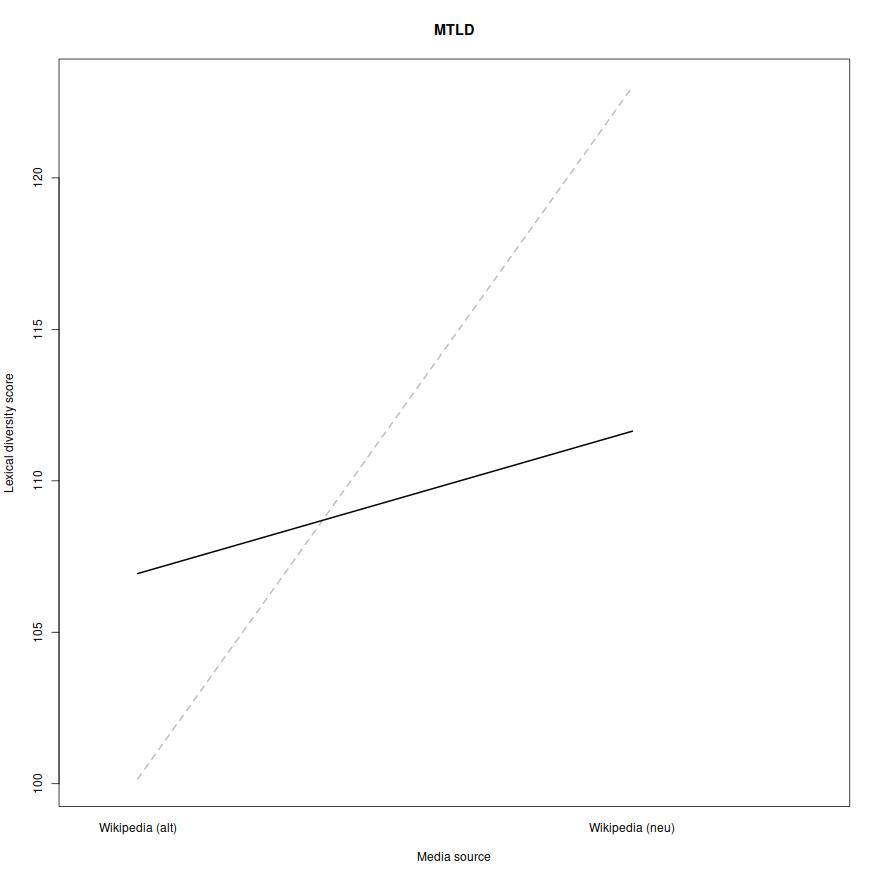 MTLD
Lexical diversity score
120
115
110
105
100
Wikipedia (alt)
Wikipedia (neu)
Media source